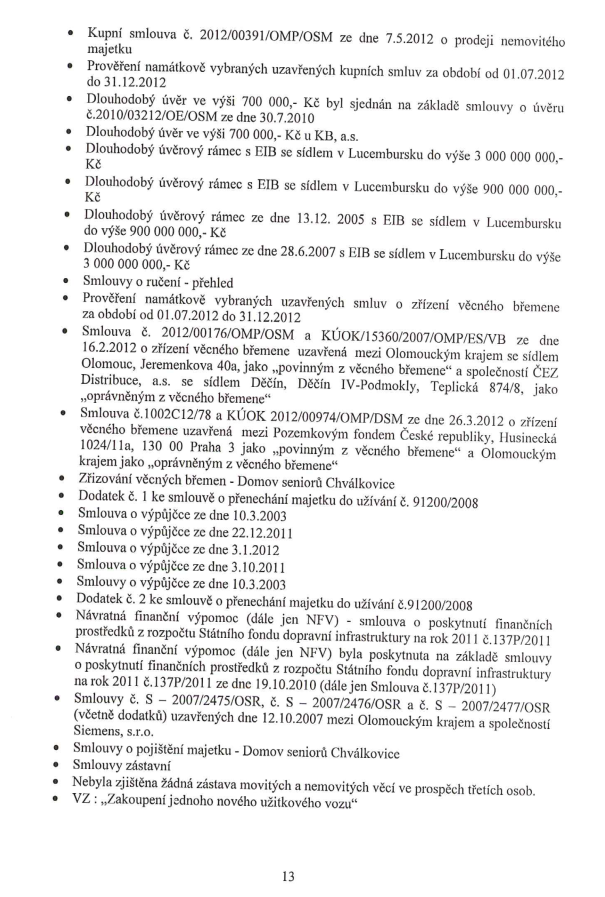 • Kupní smlouva č. 2012/00391/OMP/OSM ze dne 7.5.2012 o prodeji nemovitého
majetku
• Prověření namátkově vybraných uzavřených kupních smluv za období od 01.07.2012
do 31.12.2012
• Dlouhodobý úvěr ve výši 700 000,- Kč byl sjednán na základě smlouvy o úvěru
č.2010/03212/OE/OSM ze dne 30.7.2010
• Dlouhodobý úvěr ve výši 700 000,- Kč u KB, a.s.
• Dlouhodobý úvěrový rámec s EIB se sídlem v Lucembursku do výše 3 000 000 000,-
Kč
• Dlouhodobý úvěrový rámec s EIB se sídlem v Lucembursku do výše 900 000 000,-
Kč
• Dlouhodobý úvěrový rámec ze dne 13.12. 2005 s EIB se sídlem v Lucembursku
do výše 900 000 000,- Kč
• Dlouhodobý úvěrový rámec ze dne 28.6.2007 s EIB se sídlem v Lucembursku do výše
3 000 000 000,- Kč
• Smlouvy o ručení - přehled
• Prověření namátkově vybraných uzavřených smluv o zřízení věcného břemene
za období od 01.07.2012 do 31.12.2012
• Smlouva č. 2012/00176/OMP/OSM a KÚOK/15360/2007/OMP/ES/VB ze dne
16.2.2012 o zřízení věcného břemene uzavřená mezi Olomouckým krajem se sídlem
Olomouc, Jeremenkova 40a, jako „povinným z věcného břemene“ a společností ČEZ
Distribuce, a.s. se sídlem Děčín, Děčín IV-Podmokly, Teplická 874/8, jako
„oprávněným z věcného břemene“
• Smlouva č.1002C12/78 a KÚOK 2012/00974/OMP/DSM ze dne 26.3.2012 o zřízení
věcného břemene uzavřená mezi Pozemkovým fondem České republiky, Husinecká
1024/11a, 130 00 Praha 3 jako „povinným z věcného břemene“ a Olomouckým
krajem jako „oprávněným z věcného břemene“
• Zřizování věcných břemen - Domov seniorů Chválkovice
• Dodatek č. 1 ke smlouvě o přenechání majetku do užívání č. 91200/2008
• Smlouva o výpůjčce ze dne 10.3.2003
• Smlouva o výpůjčce ze dne 22.12.2011
• Smlouva o výpůjčce ze dne 3.1.2012
• Smlouva o výpůjčce ze dne 3.10.2011
• Smlouvy o výpůjčce ze dne 10.3.2003
• Dodatek č. 2 ke smlouvě o přenechání majetku do užívání č.91200/2008
• Návratná finanční výpomoc (dále jen NFV) - smlouva o poskytnutí finančních
prostředků z rozpočtu Státního fondu dopravní infrastruktury na rok 2011 č.137P/2011
• Návratná finanční výpomoc (dále jen NFV) byla poskytnuta na základě smlouvy
o poskytnutí finančních prostředků z rozpočtu Státního fondu dopravní infrastruktury
na rok 2011 č.137P/2011 ze dne 19.10.2010 (dále jen Smlouva č.137P/2011)
• Smlouvy č. S – 2007/2475/OSR, č. S – 2007/2476/OSR a č. S – 2007/2477/OSR
(včetně dodatků) uzavřených dne 12.10.2007 mezi Olomouckým krajem a společností
Siemens, s.r.o.
• Smlouvy o pojištění majetku - Domov seniorů Chválkovice
• Smlouvy zástavní
• Nebyla zjištěna žádná zástava movitých a nemovitých věcí ve prospěch třetích osob.
• VZ : „Zakoupení jednoho nového užitkového vozu“
13